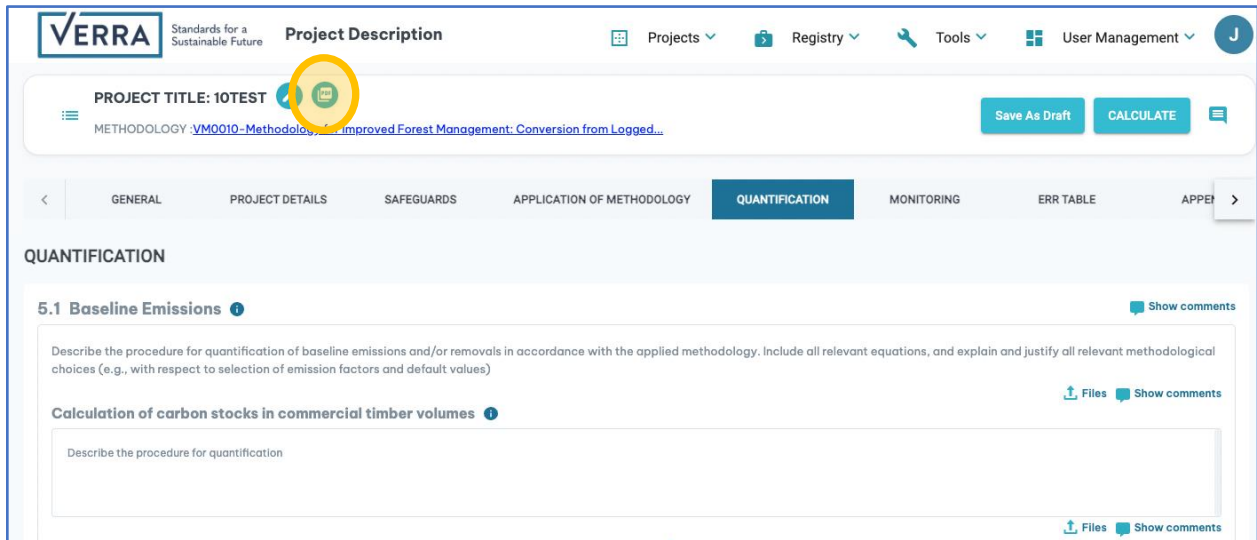 VERRA
Standards for a
Sustainable Future
Project Description
Projects
Registry
Tools
User Management
J
PROJECT TITLE: 10TEST
PDF
METHODOLOGY :VM0010-Methodology for Improved Forest Management: Conversion from Logged...
Save As Draft
CALCULATE
GENERAL
PROJECT DETAILS
SAFEGUARDS
APPLICATION OF METHODOLOGY
QUANTIFICATION
MONITORING
ERR TABLE
APPEN
QUANTIFICATION
5.1 Baseline Emissions
Show comments
Describe the procedure for quantification of baseline emissions and/or removals in accordance with the applied methodology. Include all relevant equations, and explain and justify all relevant methodological
choices (e.g., with respect to selection of emission factors and default values)
Files Show comments
Calculation of carbon stocks in commercial timber volumes
Describe the procedure for quantification
Files Show comments